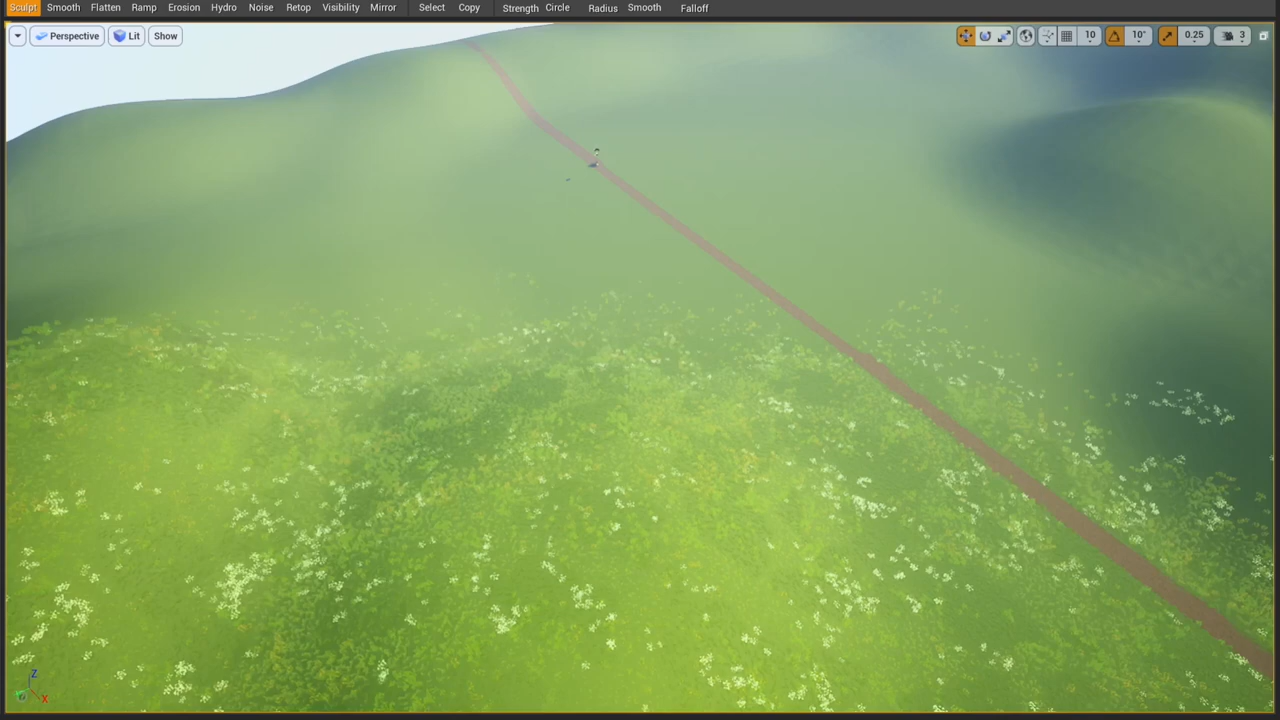 Sculpt Smooth Flatten Ramp Erosion Hydro Noise Retop Visibility Mirror Select Copy Strength Circle Radius Smooth Falloff
Perspective Lit Show 10 10° 0.25 3
Z
Y X